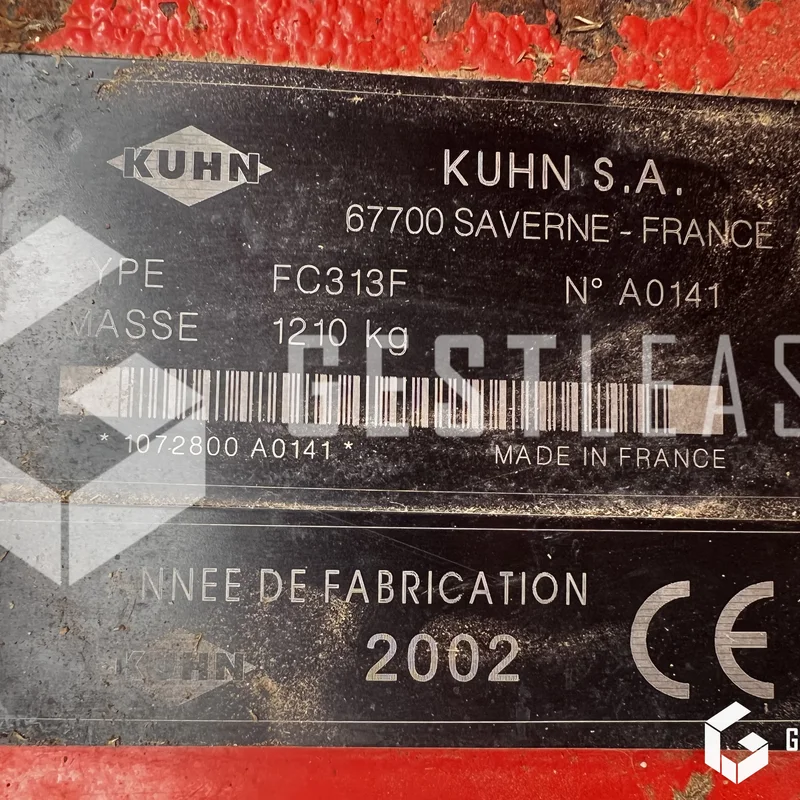 KUHN
KUHN S.A.
67700 SAVERNE - FRANCE
TYPE FC313F N° A0141
MASSE 1210 kg
GESTLEAS
* 1072800 A0141 *
MADE IN FRANCE
NNEE DE FABRICATION
KUHN
2002
CE
G